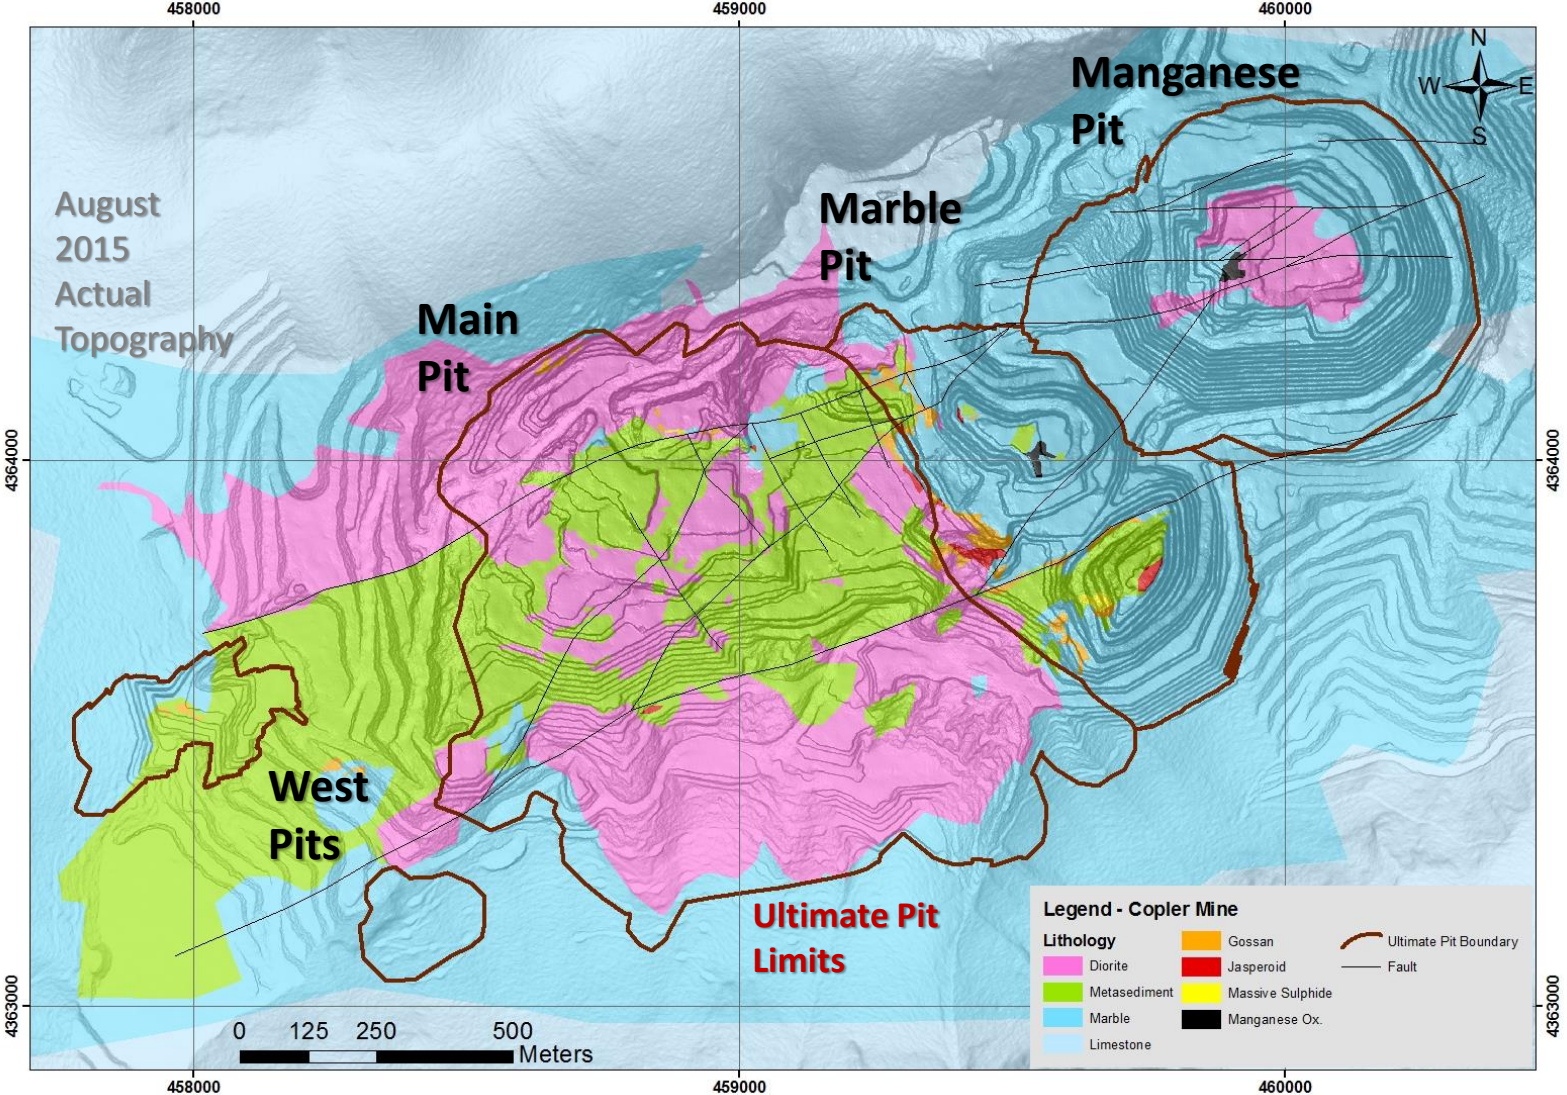 458000
459000
460000
Manganese
Pit
N
W
E
S
Marble
Pit
August
2015
Actual
Topography
Main
Pit
4364000
4364000
West
Pits
Ultimate Pit
Limits
Legend - Copler Mine
Lithology
Diorite
Metasediment
Marble
Limestone
Gossan
Jasperoid
Massive Sulphide
Manganese Ox.
Ultimate Pit Boundary
Fault
4363000
4363000
0 125 250 500
Meters
458000
459000
460000